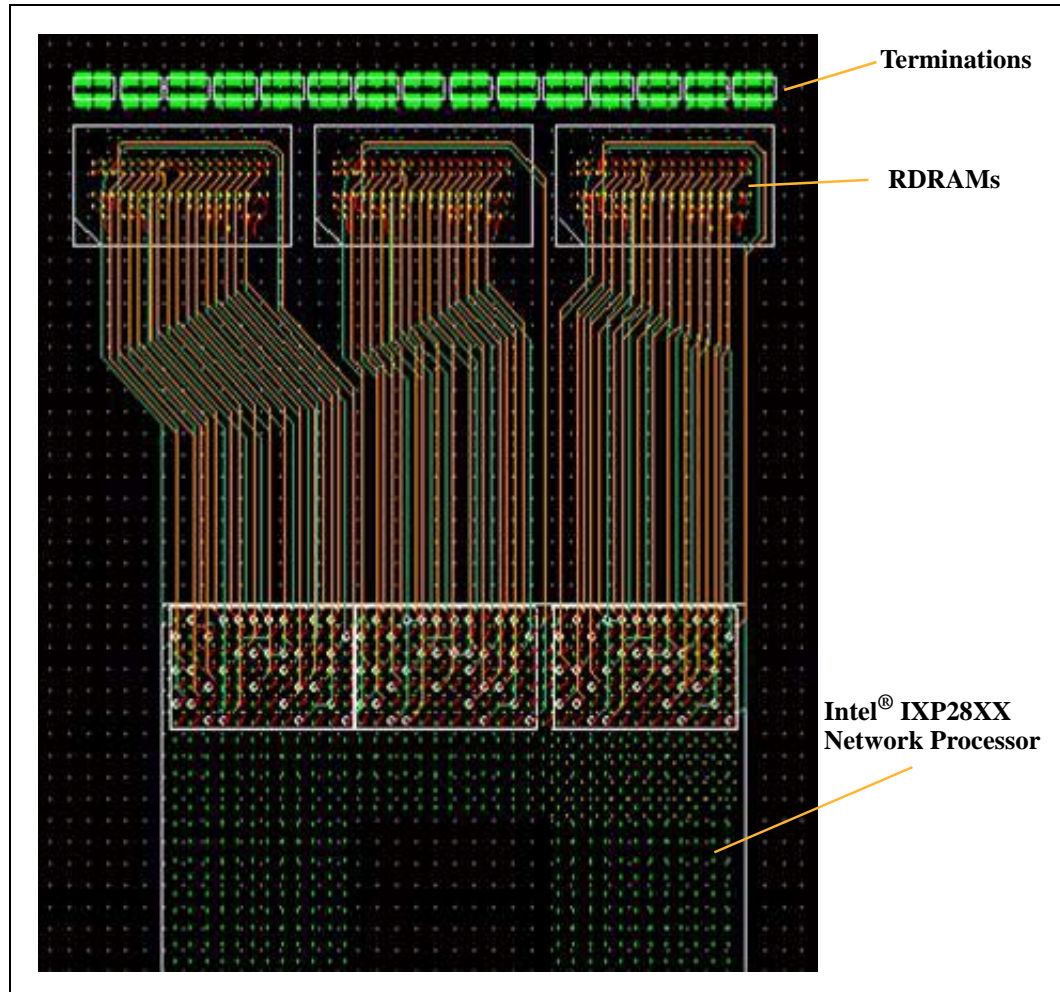 Terminations
RDRAMs
Intel® IXP28XX
Network Processor